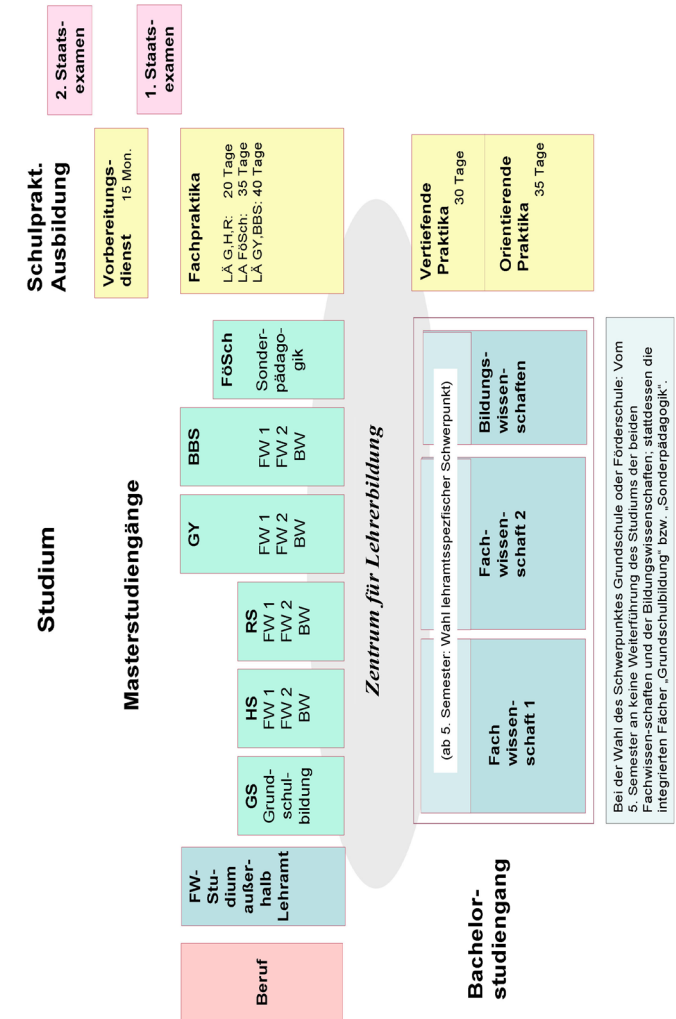 Studium
Schulprakt.
Ausbildung
2. Staats-
examen
Vorbereitungs-
dienst 15 Mon.
Masterstudiengänge
1. Staats-
examen
Beruf
FW-
Stu-
dium
außer-
halb
Lehramt
GS
Grund-
schul-
bildung
HS
FW 1
FW 2
BW
RS
FW 1
FW 2
BW
GY
FW 1
FW 2
BW
BBS
FW 1
FW 2
BW
FöSch
Sonder-
pädago-
gik
Fachpraktika
LÄ G,H,R: 20 Tage
LA FöSch: 35 Tage
LÄ GY,BBS: 40 Tage
Zentrum für Lehrerbildung
Bachelor-
studiengang
(ab 5. Semester: Wahl lehramtsspezfischer Schwerpunkt)
Fach
wissen-
schaft 1
Fach-
wissen-
schaft 2
Bildungs-
wissen-
schaften
Vertiefende
Praktika
30 Tage
Orientierende
Praktika
35 Tage
Bei der Wahl des Schwerpunktes Grundschule oder Förderschule: Vom
5. Semester an keine Weiterführung des Studiums der beiden
Fachwissen-schaften und der Bildungswissenschaften; stattdessen die
integrierten Fächer „Grundschulbildung" bzw. „Sonderpädagogik".